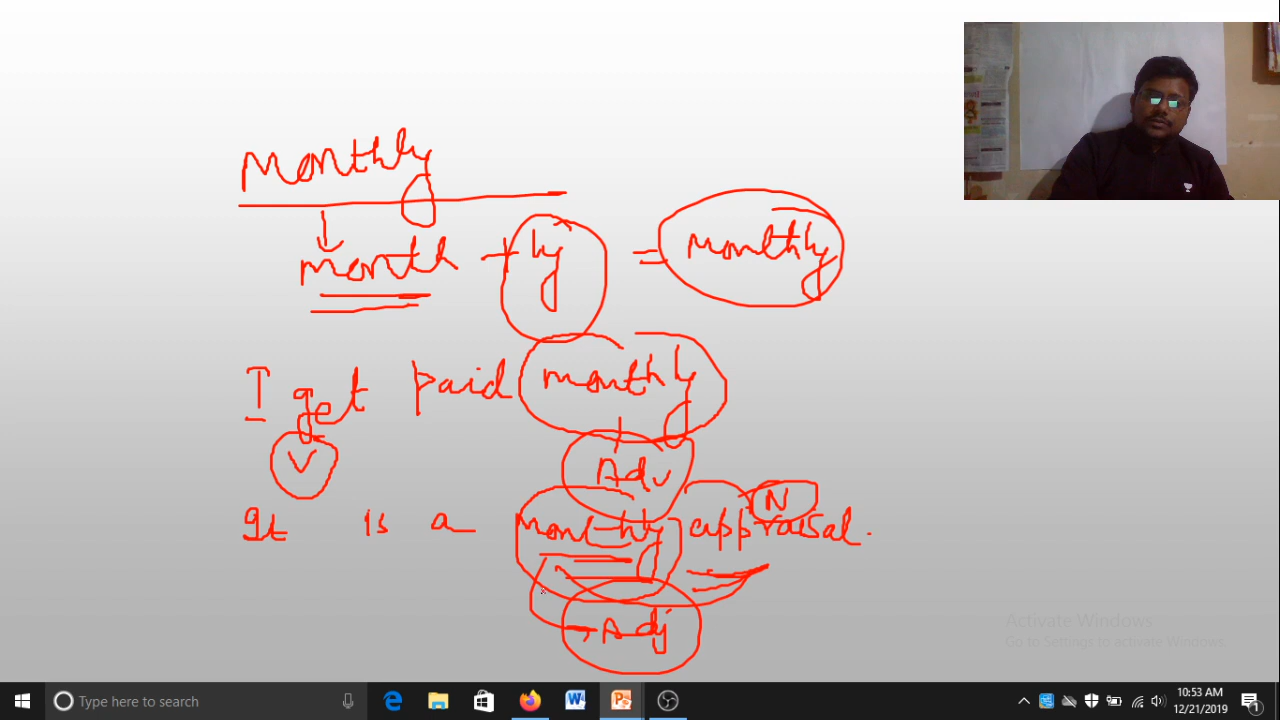 Monthly
month + ly = monthly
I get paid monthly
V
Adv
N
It is a monthly appraisal.
Adj
Activate Windows
Go to Settings to activate Windows.
Type here to search
10:53 AM
12/21/2019
1